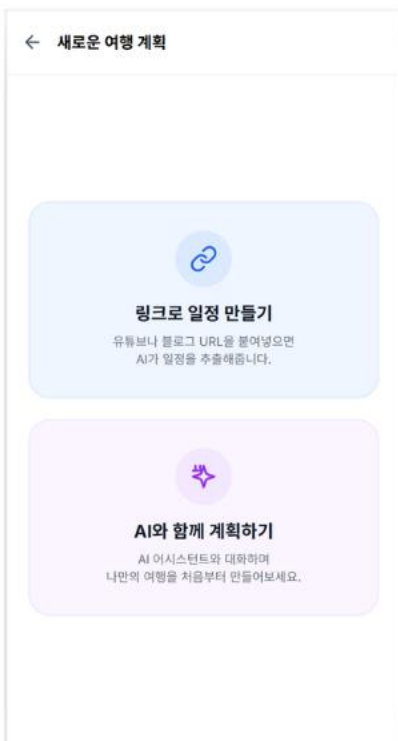 새로운 여행 계획
링크로 일정 만들기
유튜브나 블로그 URL을 붙여넣으면
AI가 일정을 추출해줍니다.
AI와 함께 계획하기
AI 어시스턴트와 대화하며
나만의 여행을 처음부터 만들어보세요.